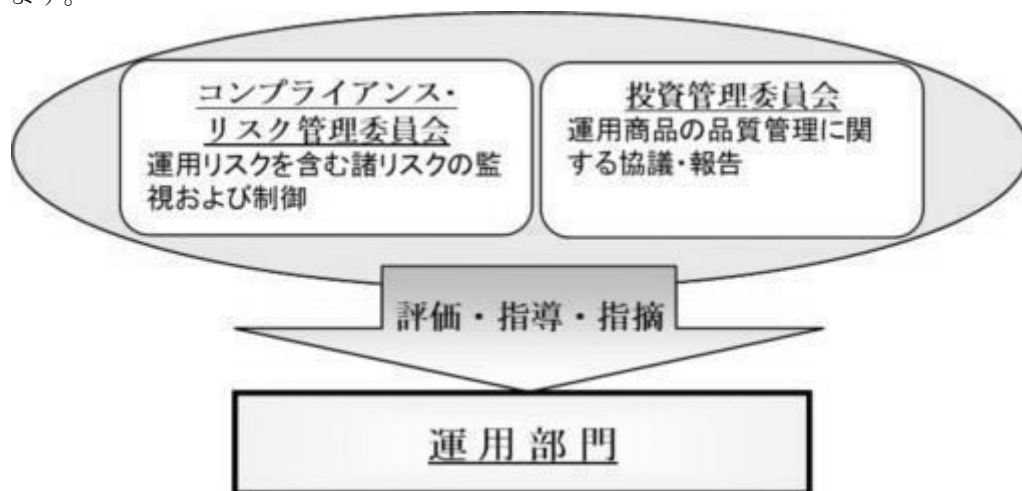 ます。
コンプライアンス・
リスク管理委員会
運用リスクを含む諸リスクの監
視および制御
投資管理委員会
運用商品の品質管理に関
する協議・報告
評価・指導・指摘
運用部門